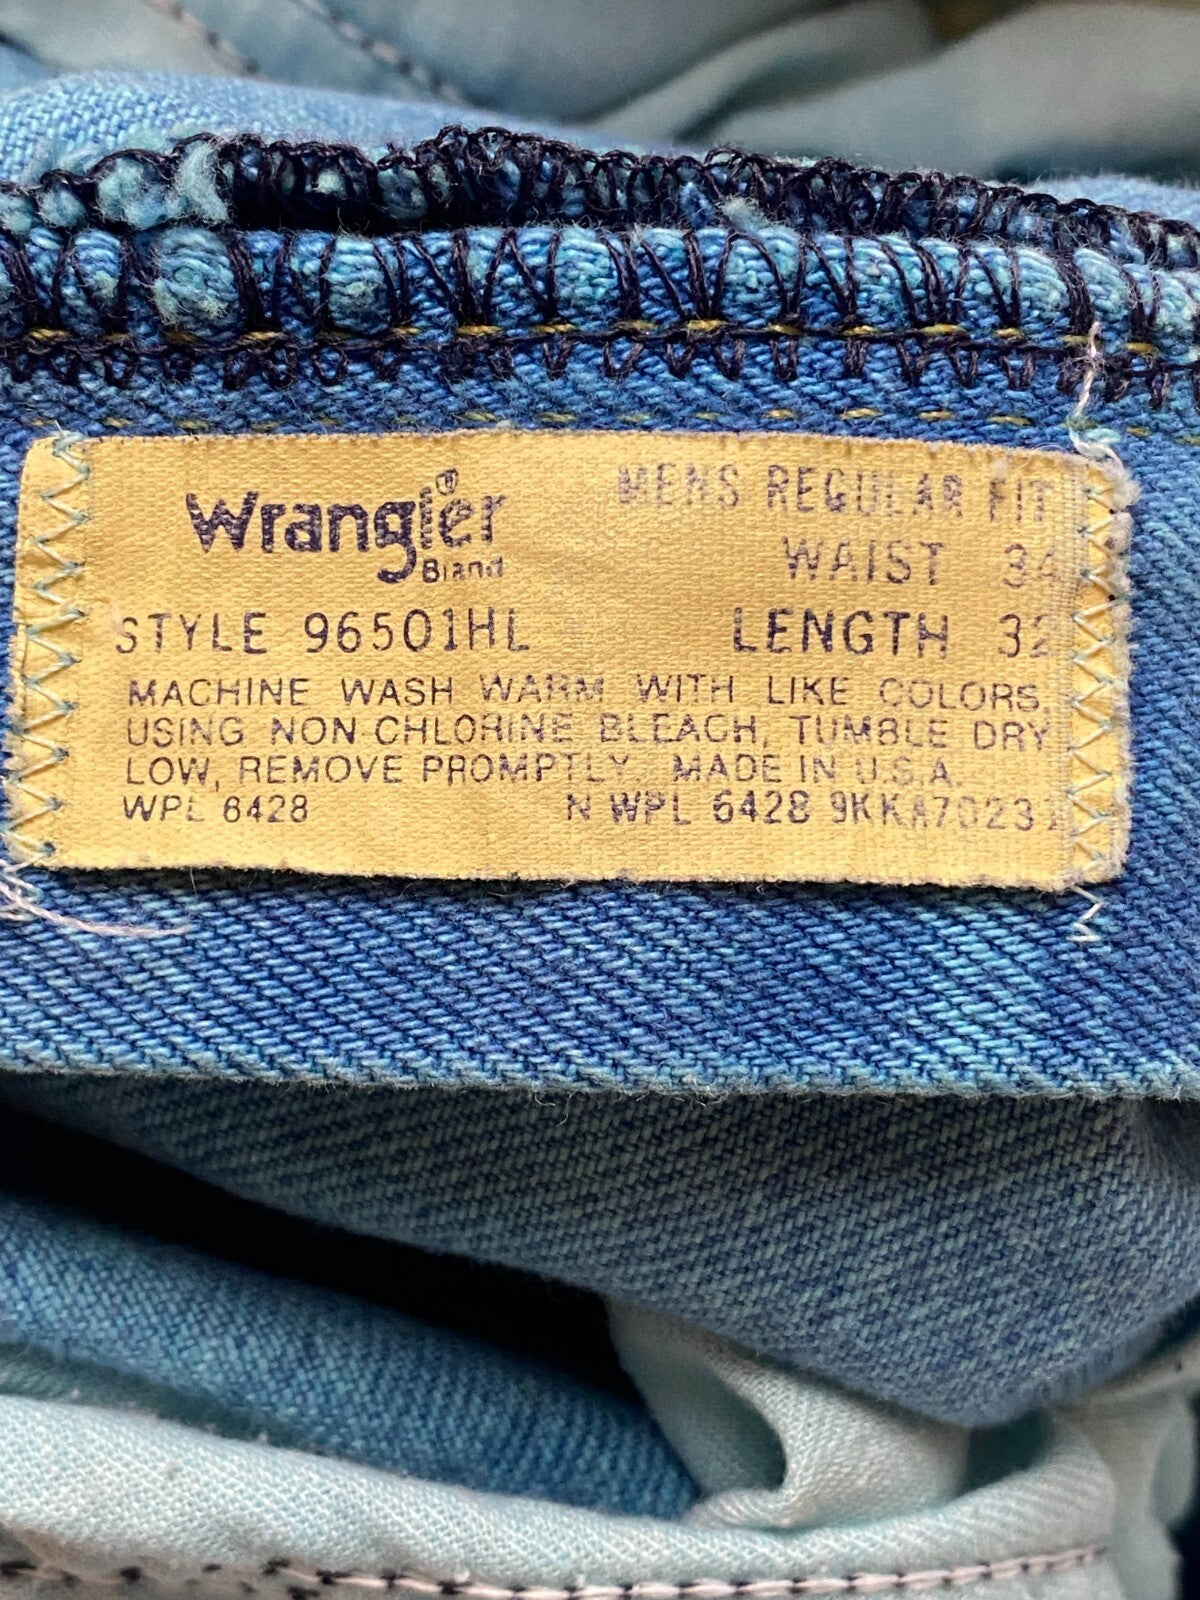 Wrangler®
Brand
MENS REGULAR FIT
WAIST 34
STYLE 96501HL
LENGTH 32
MACHINE WASH WARM WITH LIKE COLORS,
USING NON-CHLORINE BLEACH, TUMBLE DRY
LOW, REMOVE PROMPTLY. MADE IN U.S.A.
WPL 6428
N WPL 6428 9KKA70231